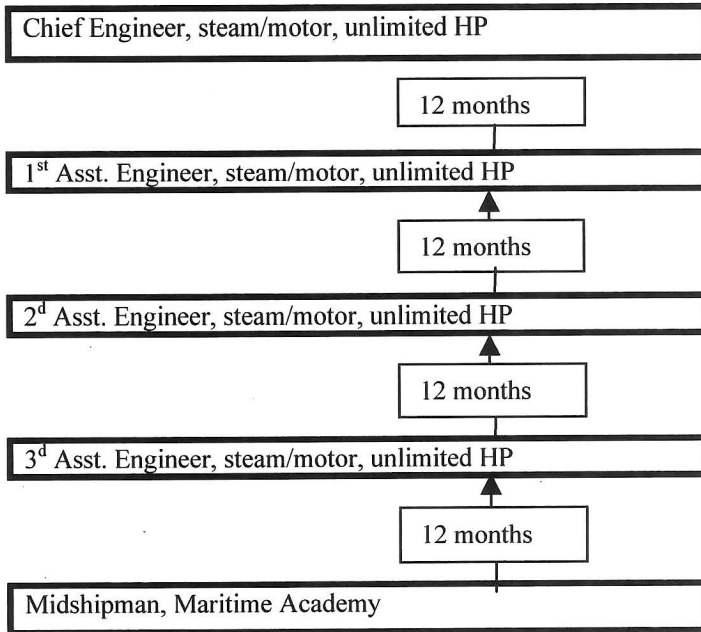 Chief Engineer, steam/motor, unlimited HP
12 months
1st Asst. Engineer, steam/motor, unlimited HP
12 months
2d Asst. Engineer, steam/motor, unlimited HP
12 months
3d Asst. Engineer, steam/motor, unlimited HP
12 months
Midshipman, Maritime Academy